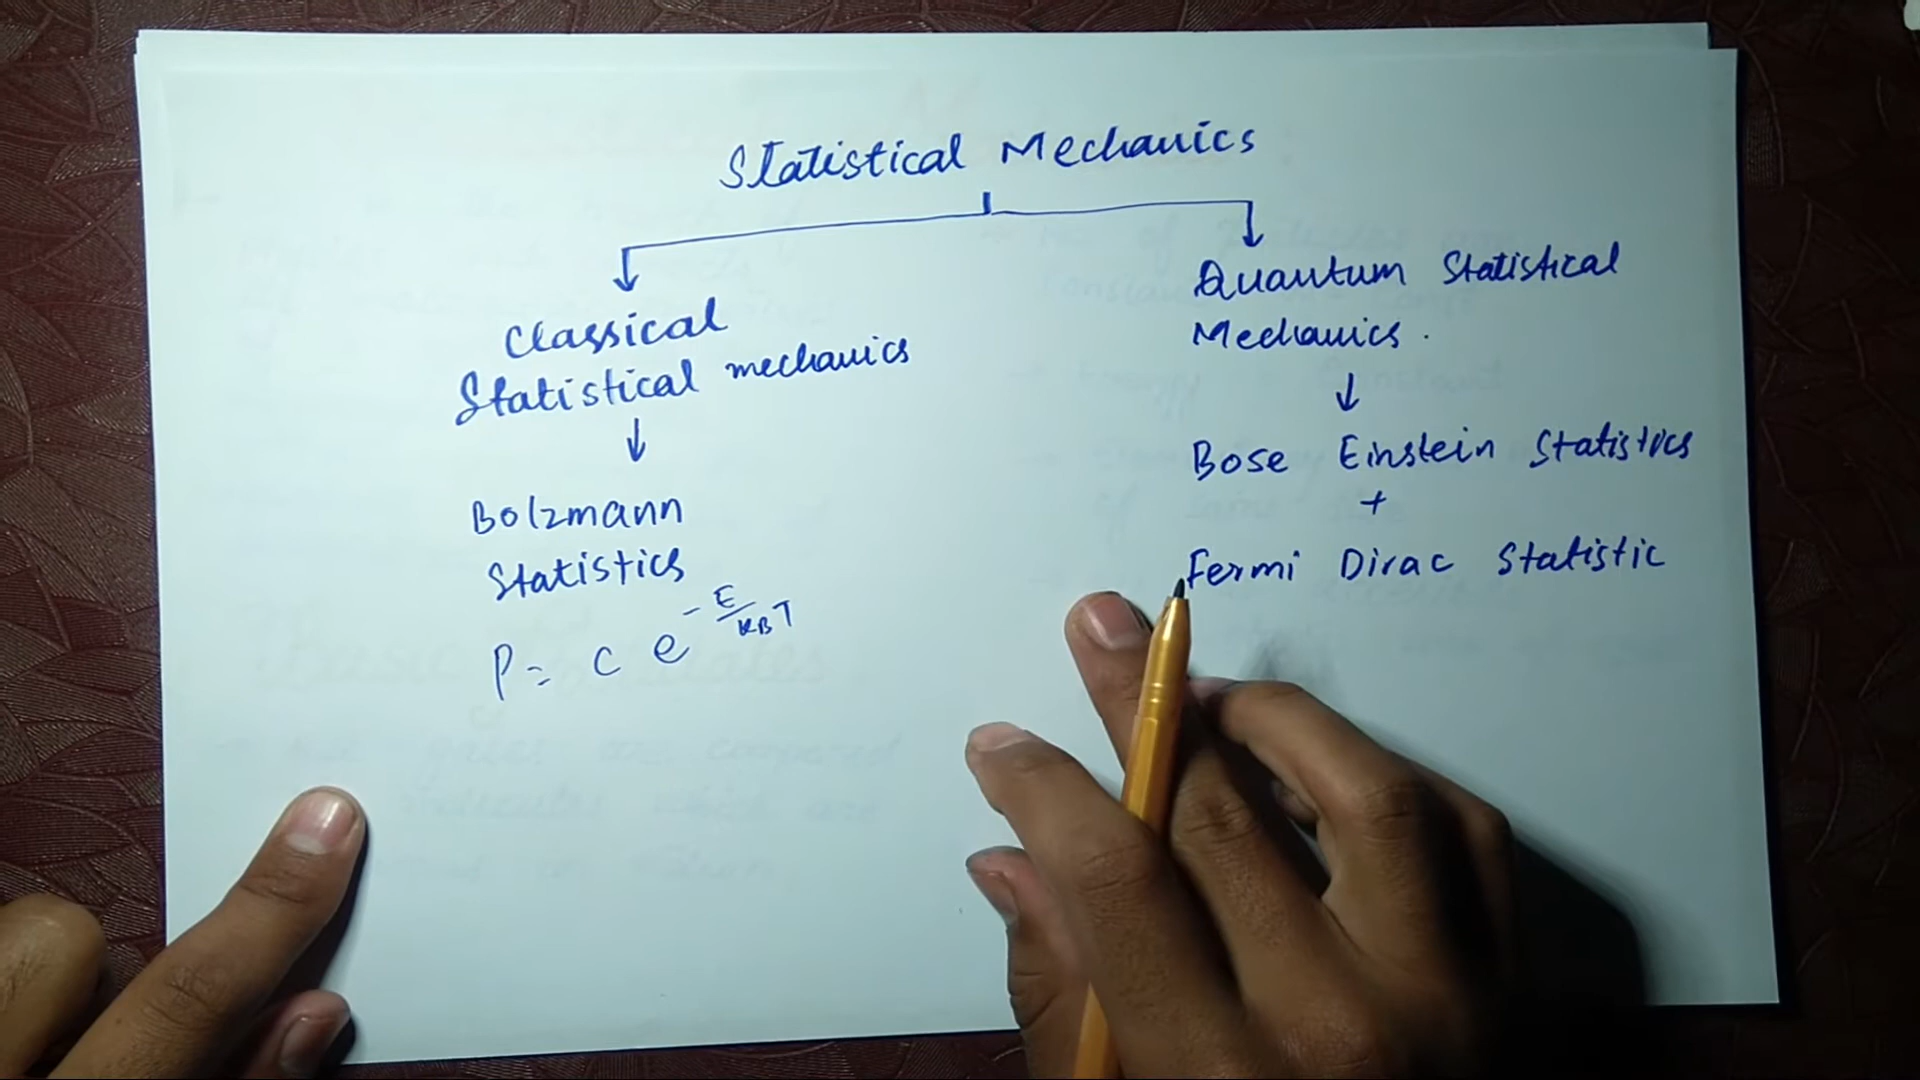 Statistical Mechanics
Classical
Statistical mechanics
Bolzmann
Statistics
P = c e^-E/KBT
Quantum Statistical
Mechanics.
Bose Einstein Statistics
+
Fermi Dirac Statistic